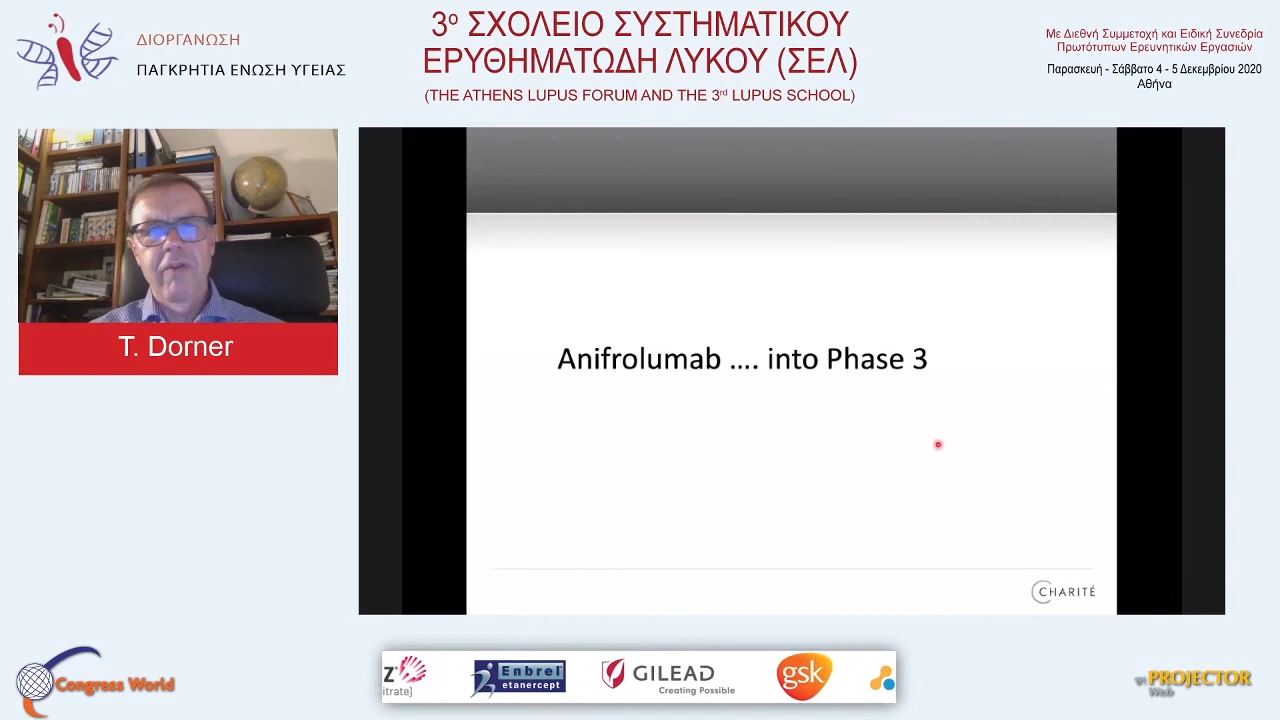 ΔΙΟΡΓΑΝΩΣΗ
ΠΑΓΚΡΗΤΙΑ ΕΝΩΣΗ ΥΓΕΙΑΣ
3ο ΣΧΟΛΕΙΟ ΣΥΣΤΗΜΑΤΙΚΟΥ
ΕΡΥΘΗΜΑΤΩΔΗ ΛΥΚΟΥ (ΣΕΛ)
(THE ATHENS LUPUS FORUM AND THE 3rd LUPUS SCHOOL)
Με Διεθνή Συμμετοχή και Ειδική Συνεδρία
Πρωτότυπων Ερευνητικών Εργασιών
Παρασκευή - Σάββατο 4 - 5 Δεκεμβρίου 2020
Αθήνα
T. Dorner
Anifrolumab .... into Phase 3
CHARITÉ
Congress World
Z
itrate]
Enbrel
etanercept
GILEAD
Creating Possible
gsk
PROJECTOR
Web